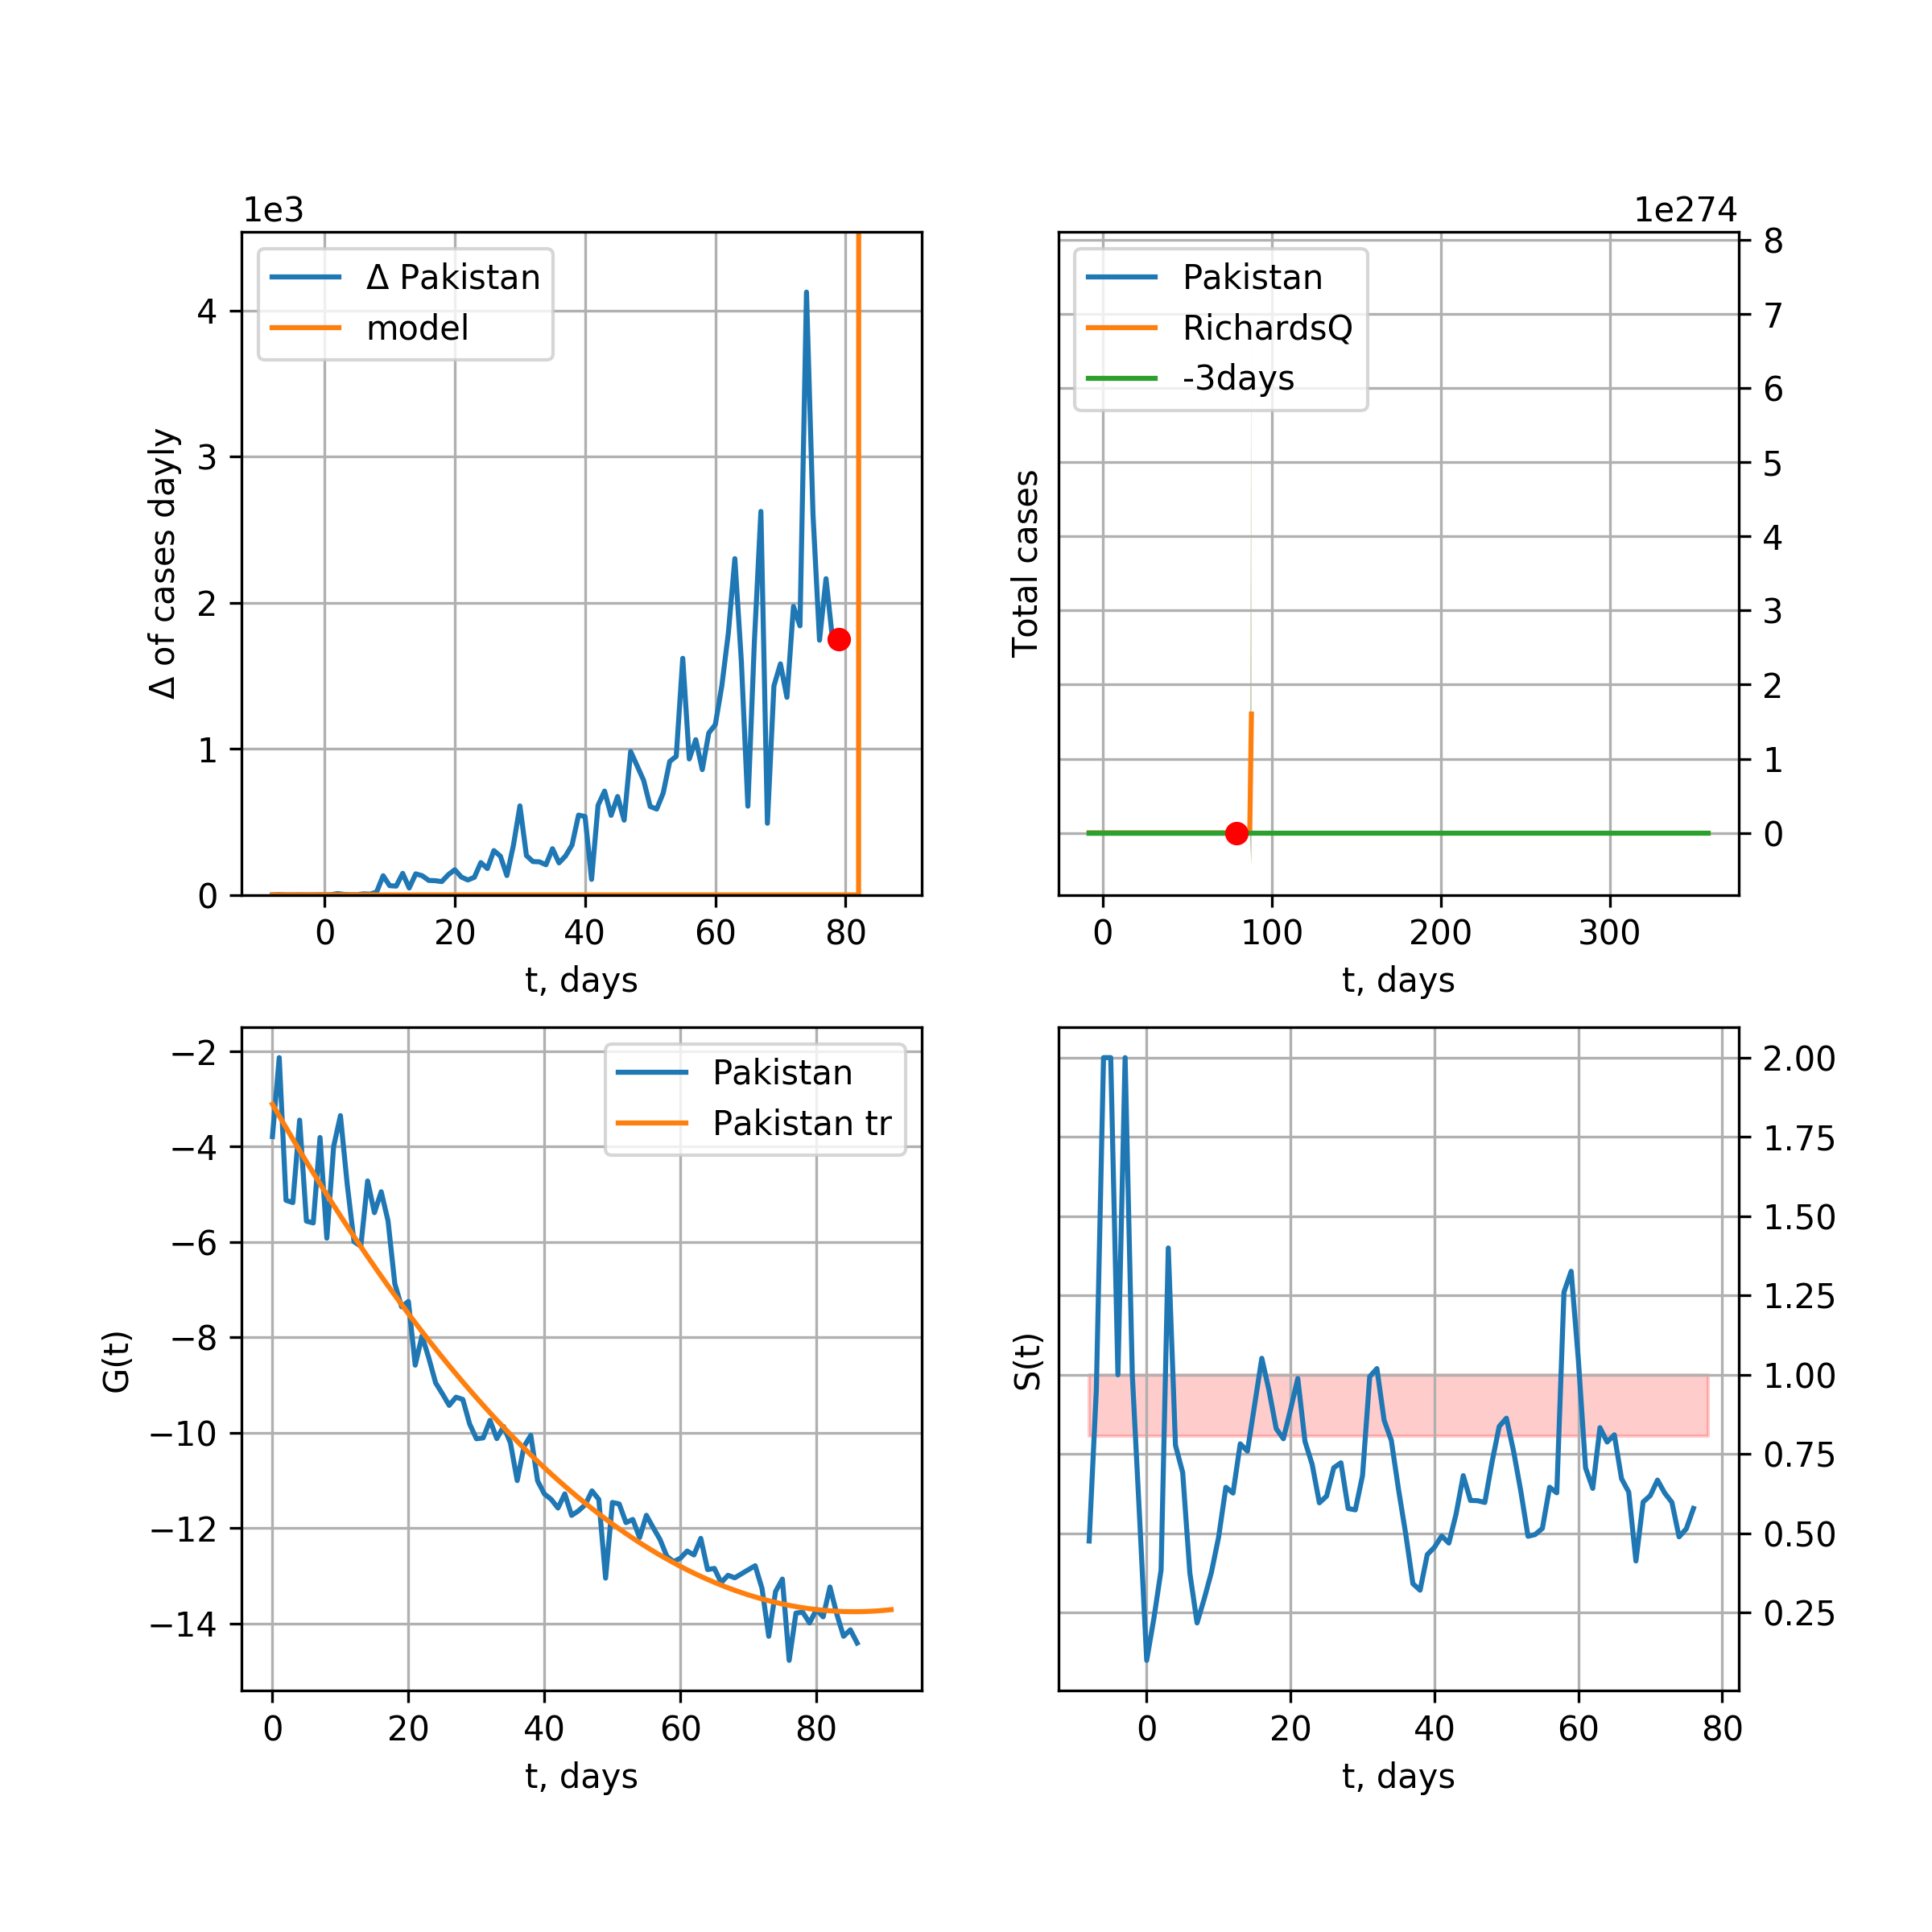 1e3
Δ Pakistan
model
4
3
2
1
0
Δ of cases dayly
0 20 40 60 80
t, days
1e274
Pakistan
RichardsQ
-3days
8
7
6
5
4
3
2
1
0
Total cases
0 100 200 300
t, days
Pakistan
Pakistan tr
−2
−4
−6
−8
−10
−12
−14
G(t)
0 20 40 60 80
t, days
2.00
1.75
1.50
1.25
1.00
0.75
0.50
0.25
S(t)
0 20 40 60 80
t, days